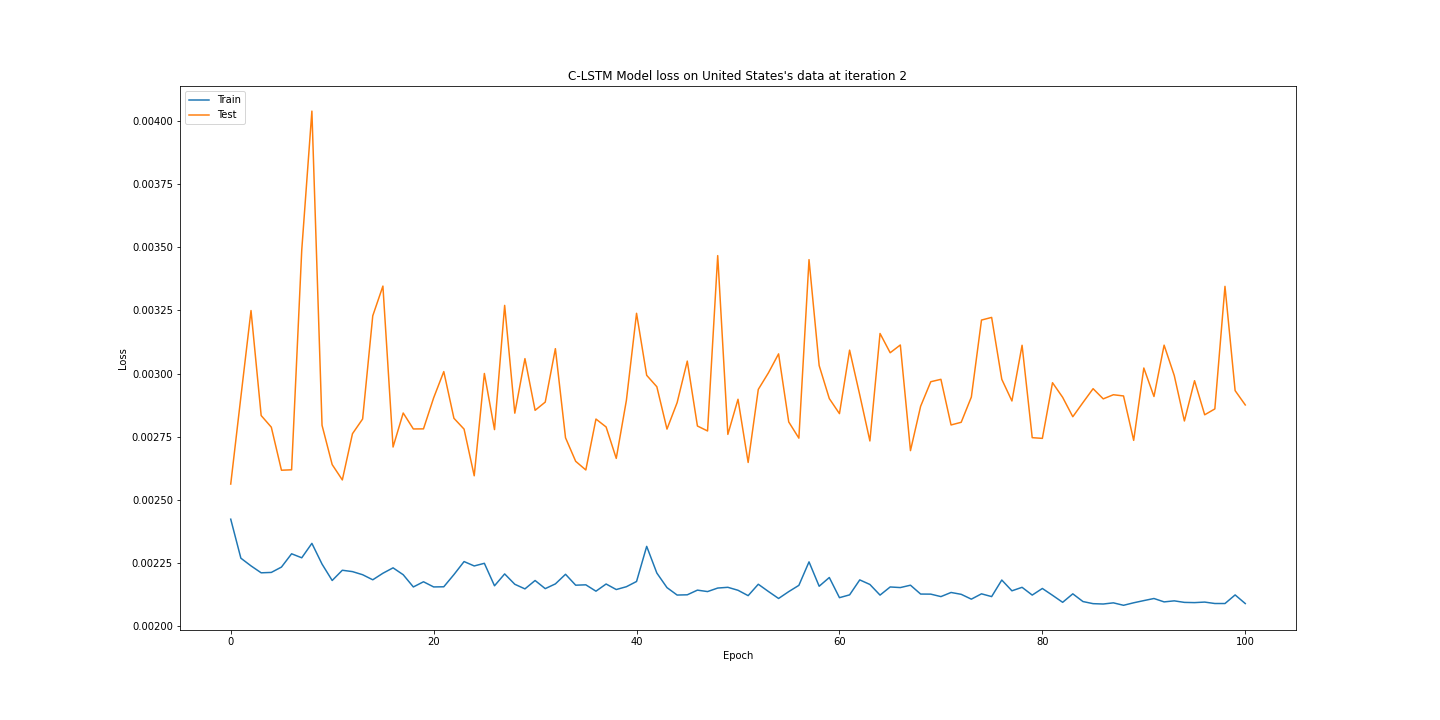 C-LSTM Model loss on United States's data at iteration 2
Train
Test
0.00400
0.00375
0.00350
0.00325
0.00300
0.00275
0.00250
0.00225
0.00200
Loss
0 20 40 60 80 100
Epoch